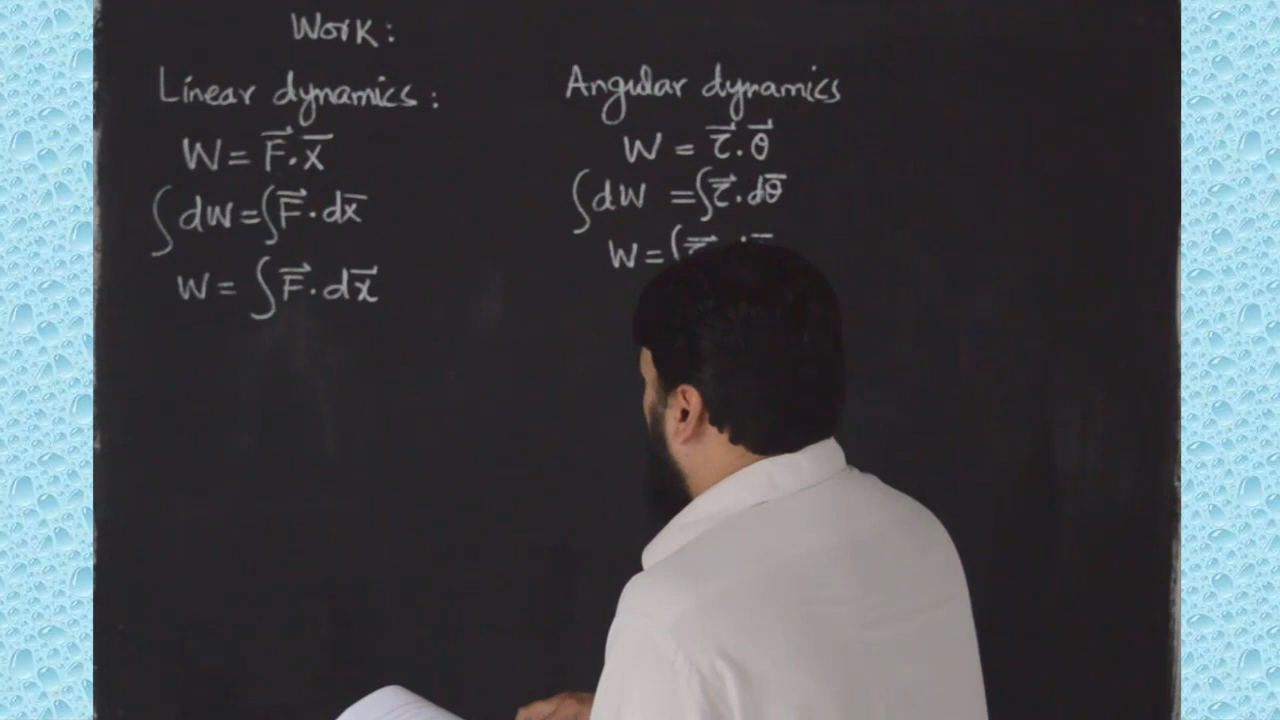 Work:
Linear dynamics:
W = F⃗.x̅
∫dW=∫F⃗.dx̅
W = ∫F⃗.dx⃗
Angular dynamics
W = τ⃗.θ⃗
∫dW =∫τ⃗.dθ̅
W=∫